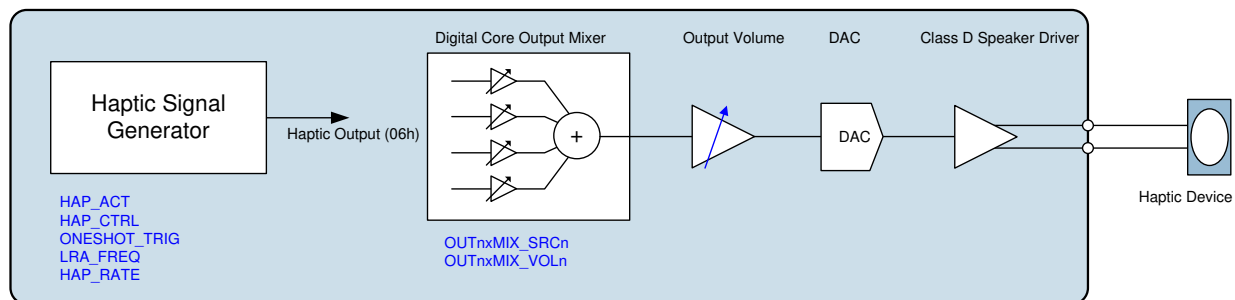 Digital Core Output Mixer
Output Volume
DAC
Class D Speaker Driver
Haptic Signal
Generator
Haptic Output (06h)
+
DAC
Haptic Device
HAP_ACT
HAP_CTRL
ONESHOT_TRIG
LRA_FREQ
HAP_RATE
OUTnxMIX_SRCn
OUTnxMIX_VOLn